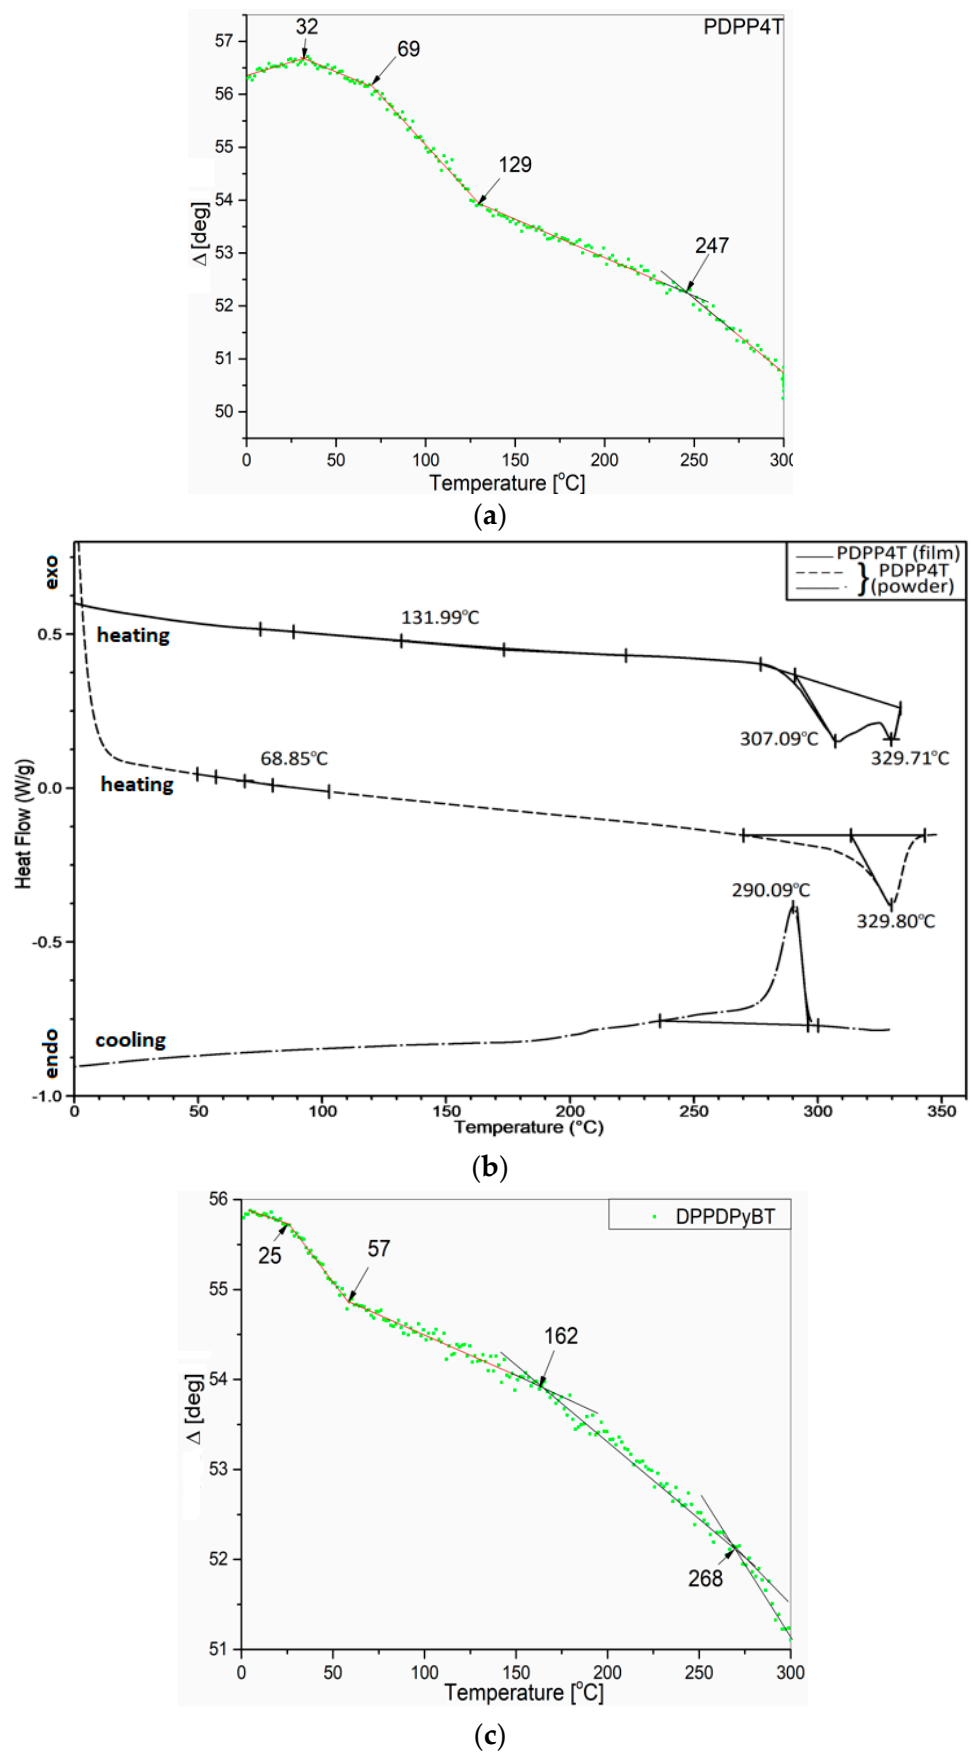 PDPP4T
32
69
129
247
57
56
55
54
53
52
51
50
Δ [deg]
0 50 100 150 200 250 300
Temperature [°C]
(a)
PDPP4T (film)
PDPP4T
(powder)
exo
heating
131.99°C
0.5
307.09°C 329.71°C
68.85°C
heating
0.0
290.09°C
329.80°C
-0.5
Heat Flow (W/g)
cooling
endo
-1.0
0 50 100 150 200 250 300 350
Temperature (°C)
(b)
DPPDPyBT
25
57
162
268
56
55
54
53
52
51
Δ [deg]
0 50 100 150 200 250 300
Temperature [°C]
(c)